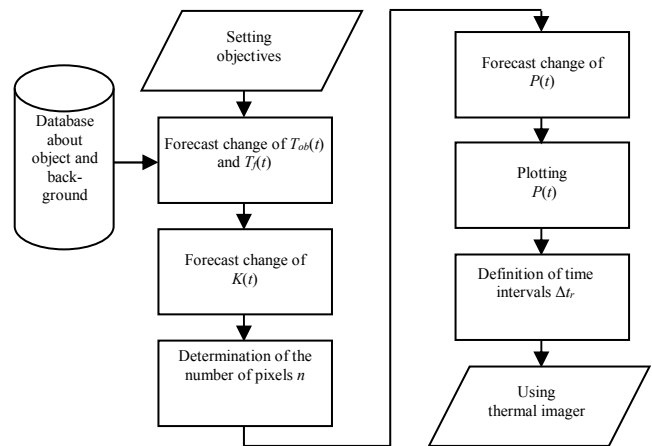 Setting
objectives
Database
about
object and
back-
ground
Forecast change of Tob(t)
and Tf(t)
Forecast change of
K(t)
Determination of the
number of pixels n
Forecast change of
P(t)
Plotting
P(t)
Definition of time
intervals Δtr
Using
thermal imager